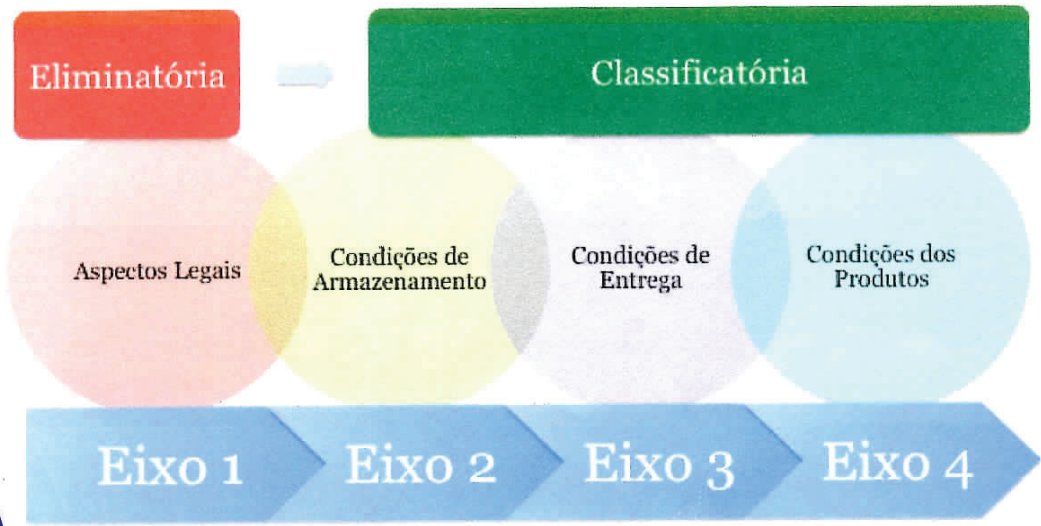 Eliminatória
Classificatória
Aspectos Legais
Condições de
Armazenamento
Condições de
Entrega
Condições dos
Produtos
Eixo 1
Eixo 2
Eixo 3
Eixo 4